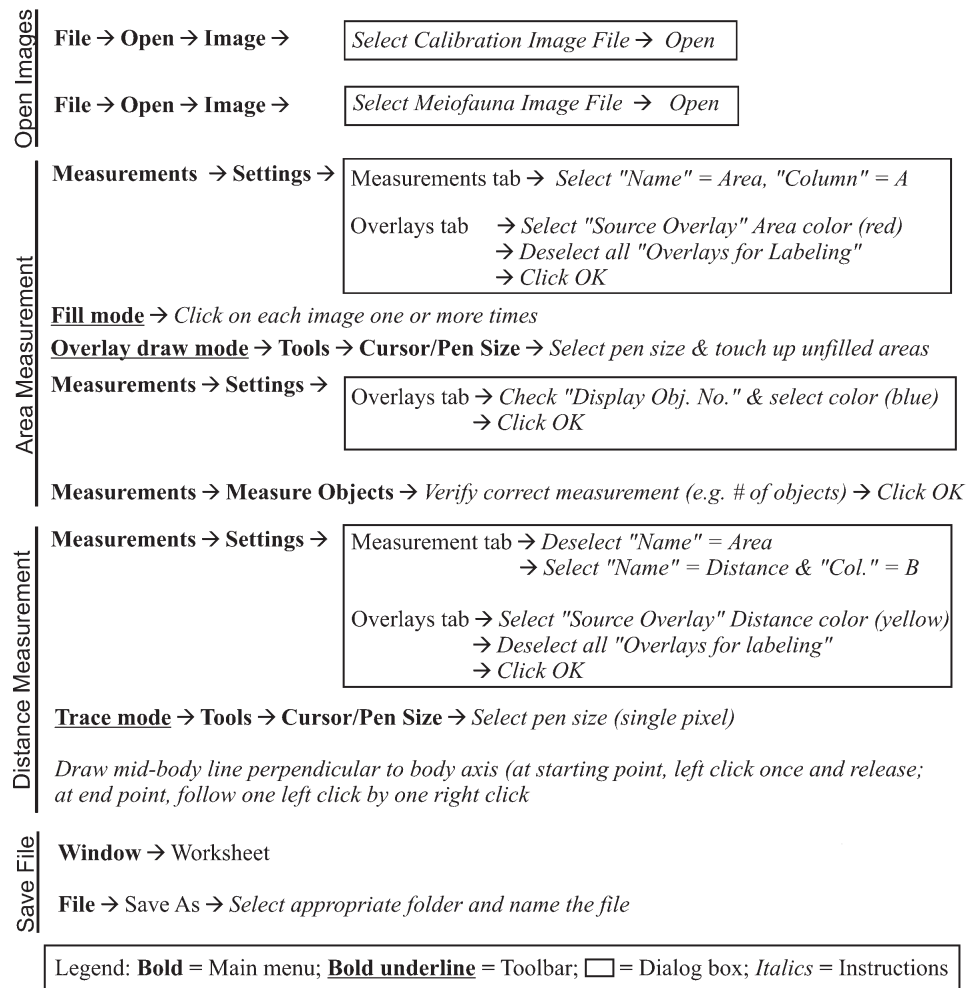 Open Images
File → Open → Image → Select Calibration Image File → Open
File → Open → Image → Select Meiofauna Image File → Open
Area Measurement
Measurements → Settings → Measurements tab → Select "Name" = Area, "Column" = A
Overlays tab → Select "Source Overlay" Area color (red)
→ Deselect all "Overlays for Labeling"
→ Click OK
Fill mode → Click on each image one or more times
Overlay draw mode → Tools → Cursor/Pen Size → Select pen size & touch up unfilled areas
Measurements → Settings → Overlays tab → Check "Display Obj. No." & select color (blue)
→ Click OK
Measurements → Measure Objects → Verify correct measurement (e.g. # of objects) → Click OK
Distance Measurement
Measurements → Settings → Measurement tab → Deselect "Name" = Area
→ Select "Name" = Distance & "Col." = B
Overlays tab → Select "Source Overlay" Distance color (yellow)
→ Deselect all "Overlays for labeling"
→ Click OK
Trace mode → Tools → Cursor/Pen Size → Select pen size (single pixel)
Draw mid-body line perpendicular to body axis (at starting point, left click once and release;
at end point, follow one left click by one right click
Save File
Window → Worksheet
File → Save As → Select appropriate folder and name the file
Legend: Bold = Main menu; Bold underline = Toolbar; = Dialog box; Italics = Instructions